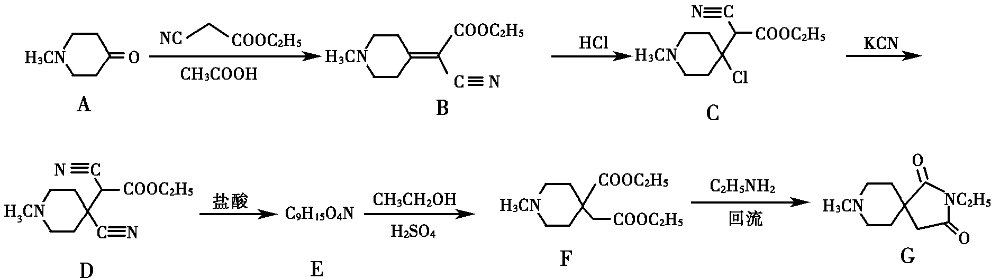 H3CN O
NC COOC2H5
CH3COOH
A
H3CN COOC2H5
C≡N
B
HCl
N≡C
COOC2H5
H3CN
Cl
C
KCN
N≡C
COOC2H5
H3CN
C≡N
D
盐酸
C9H15O4N
E
CH3CH2OH
H2SO4
COOC2H5
H3CN
COOC2H5
F
C2H5NH2
回流
O
H3CN NC2H5
O
G